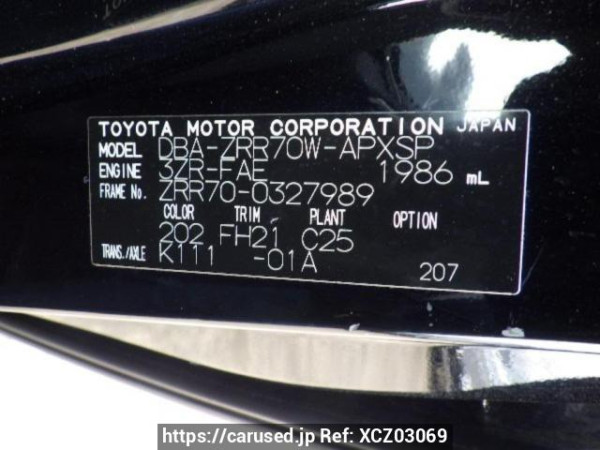 TOYOTA MOTOR CORPORATION JAPAN
MODEL DBA-ZRR70W-APXSP
ENGINE 3ZR-FAE 1986 mL
FRAME No. ZRR70-0327989
COLOR TRIM PLANT OPTION
202 FH21 C25
TRANS./AXLE K111 -01A 207
https://carused.jp Ref: XCZ03069